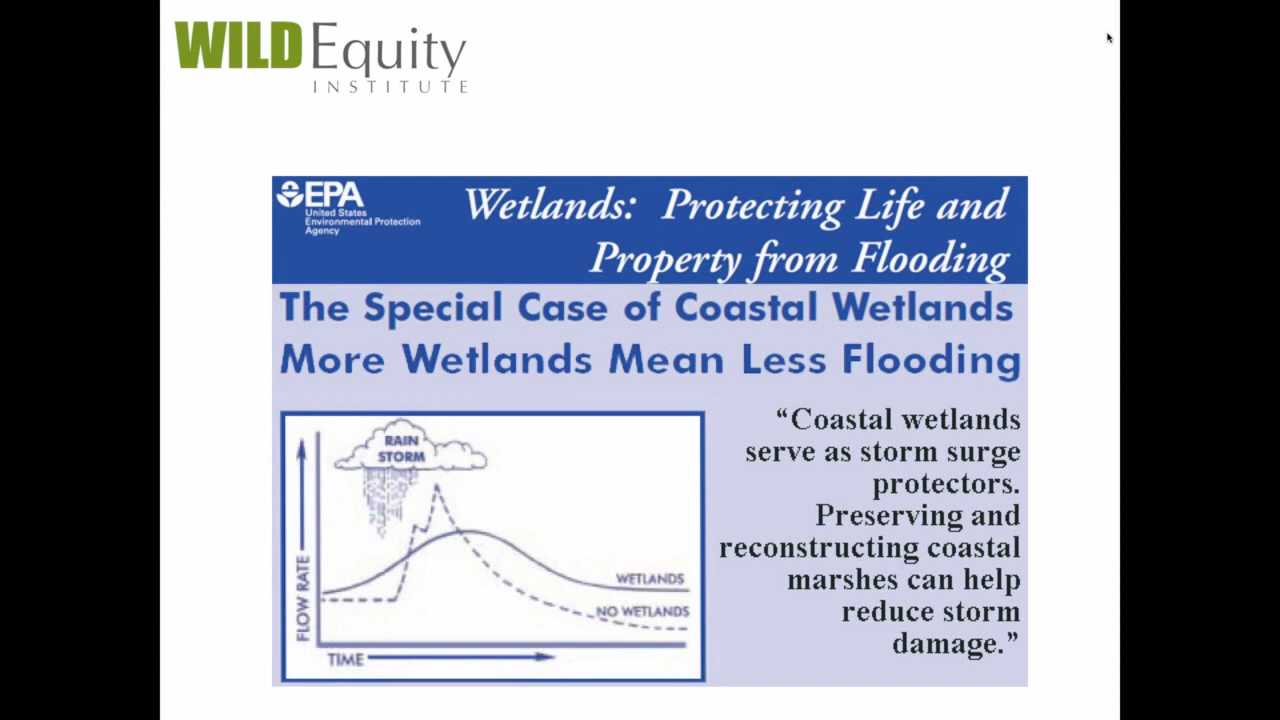 WILD Equity
INSTITUTE
EPA
United States
Environmental Protection
Agency
Wetlands: Protecting Life and
Property from Flooding
The Special Case of Coastal Wetlands
More Wetlands Mean Less Flooding
RAIN
STORM
FLOW RATE
WETLANDS
NO WETLANDS
TIME
“Coastal wetlands
serve as storm surge
protectors.
Preserving and
reconstructing coastal
marshes can help
reduce storm
damage.”